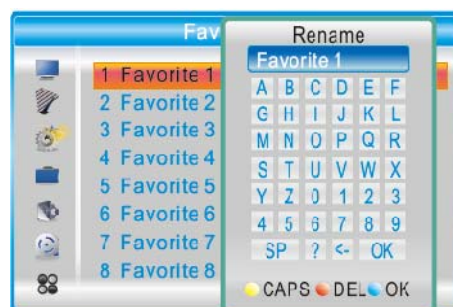 Fav
Rename
Favorite 1
1 Favorite 1
2 Favorite 2
3 Favorite 3
4 Favorite 4
5 Favorite 5
6 Favorite 6
7 Favorite 7
8 Favorite 8
A B C D E F
G H I J K L
M N O P Q R
S T U V W X
Y Z 0 1 2 3
4 5 6 7 8 9
SP ? <- OK
CAPS DEL OK